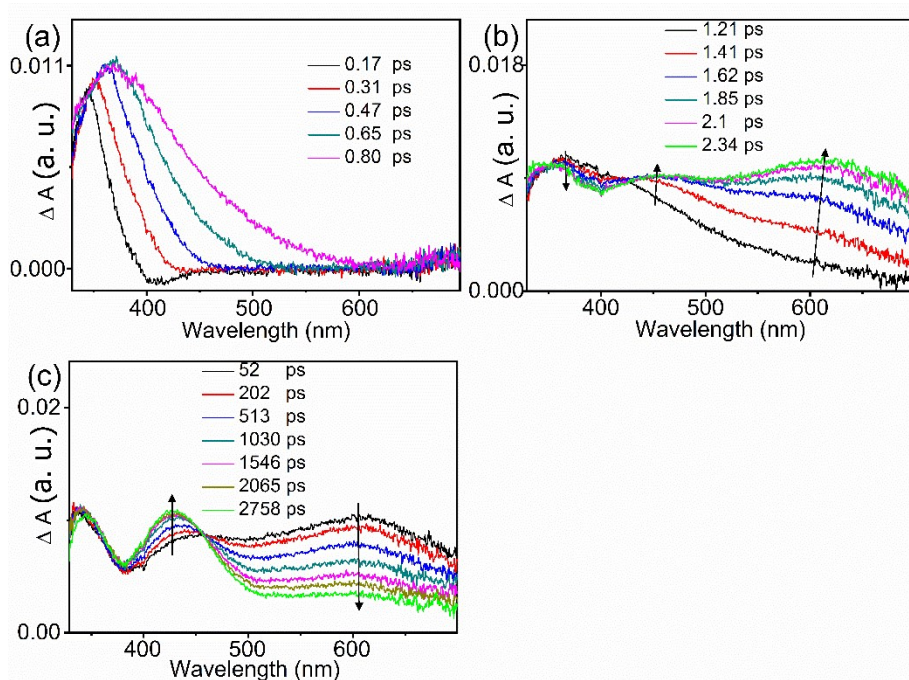 (a)
0.011
0.000
Δ A (a. u.)
0.17 ps
0.31 ps
0.47 ps
0.65 ps
0.80 ps
400 500 600
Wavelength (nm)
(b)
0.018
0.000
Δ A (a. u.)
1.21 ps
1.41 ps
1.62 ps
1.85 ps
2.1 ps
2.34 ps
400 500 600
Wavelength (nm)
(c)
0.02
0.00
Δ A (a. u.)
52 ps
202 ps
513 ps
1030 ps
1546 ps
2065 ps
2758 ps
400 500 600
Wavelength (nm)